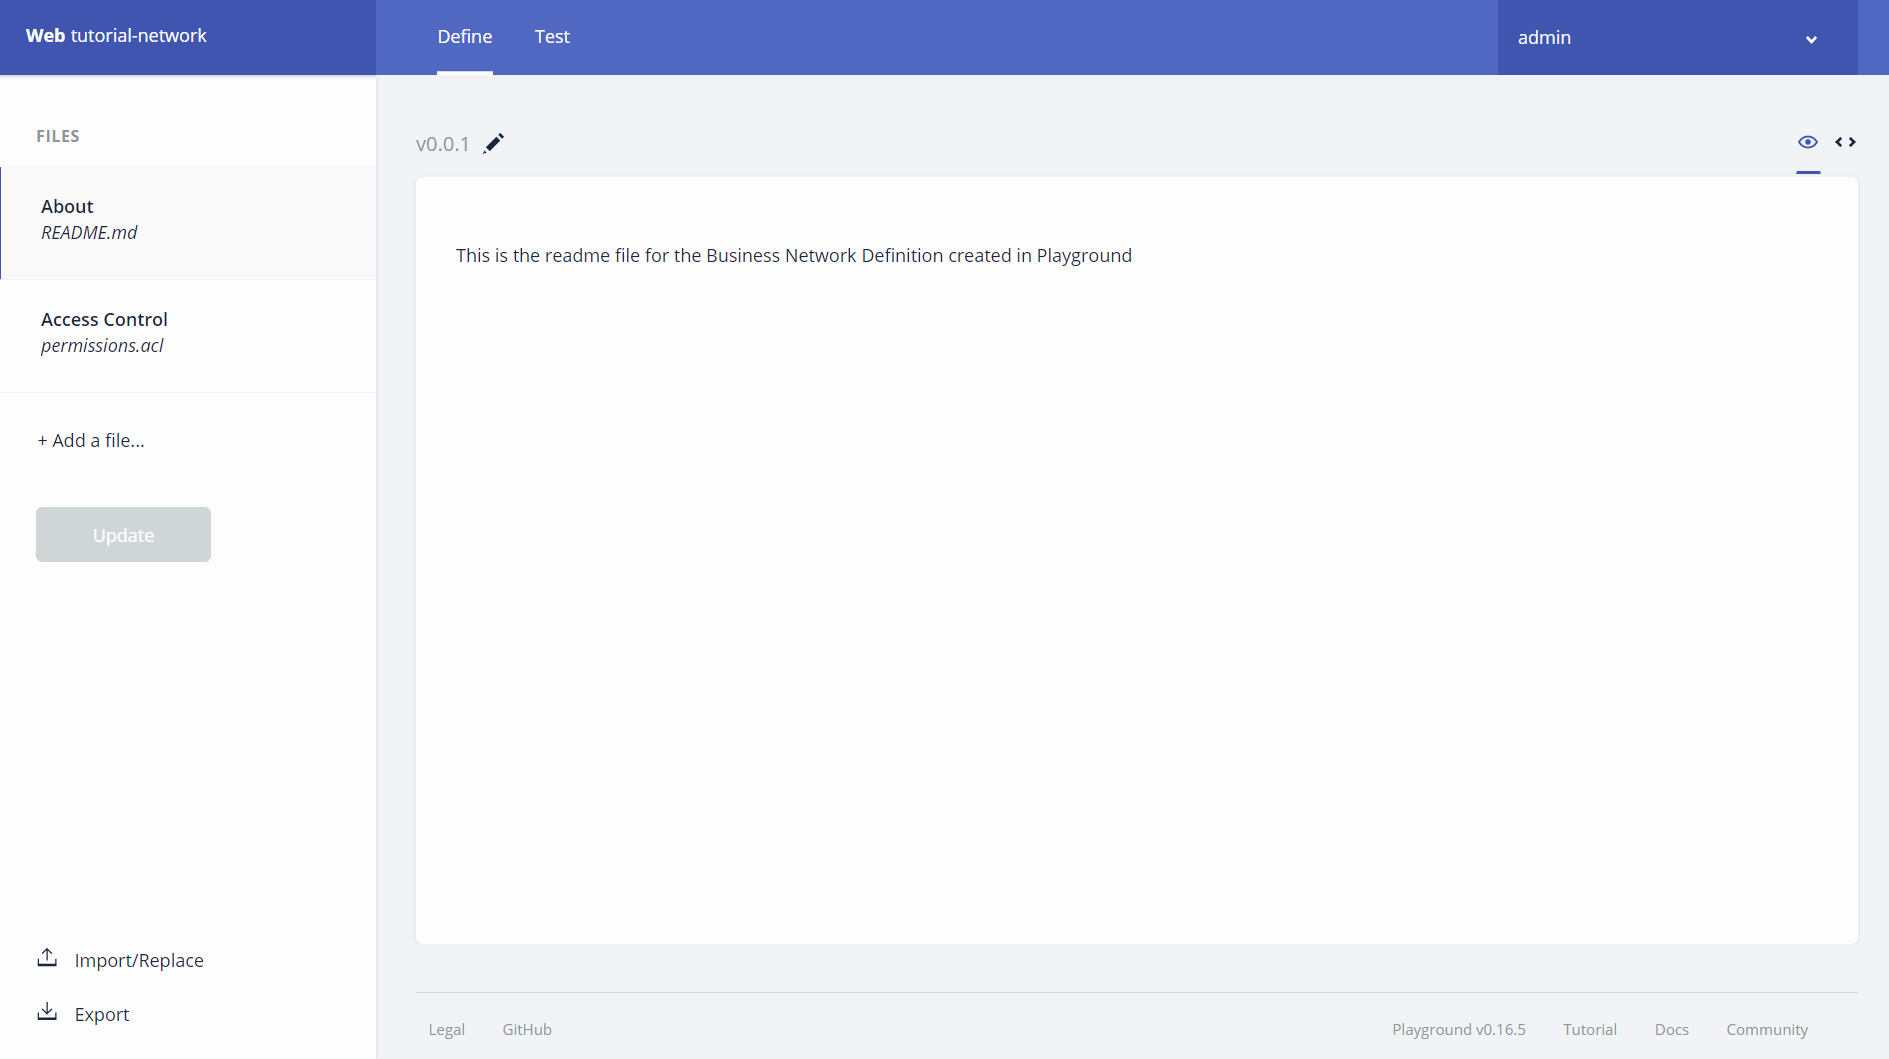 Web tutorial-network
Define
Test
admin
FILES
About
README.md
Access Control
permissions.acl
+ Add a file...
Update
Import/Replace
Export
v0.0.1
This is the readme file for the Business Network Definition created in Playground
Legal
GitHub
Playground v0.16.5
Tutorial
Docs
Community